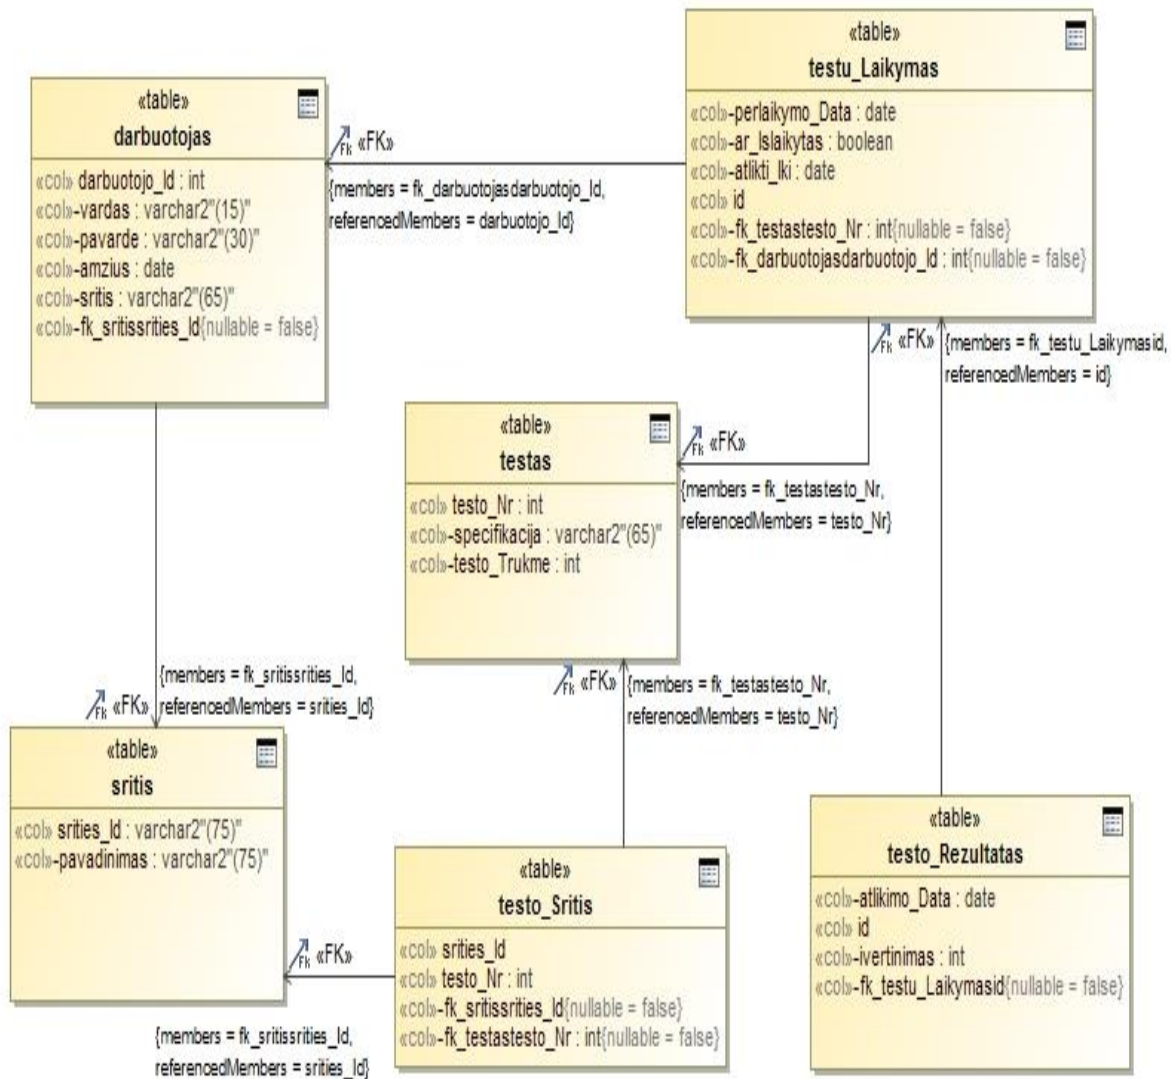 «table»
testu_Laikymas
«col»-perlaikymo_Data : date
«col»-ar_Islaikytas : boolean
«col»-atlikti_Iki : date
«col» id
«col»-fk_testastesto_Nr : int{nullable = false}
«col»-fk_darbuotojasdarbuotojo_Id : int{nullable = false}
«table»
darbuotojas
«col» darbuotojo_Id : int
«col»-vardas : varchar2"(15)"
«col»-pavarde : varchar2"(30)"
«col»-amzius : date
«col»-sritis : varchar2"(65)"
«col»-fk_sritissrities_Id{nullable = false}
Fk «FK»
{members = fk_darbuotojasdarbuotojo_Id,
referencedMembers = darbuotojo_Id}
Fk «FK»
{members = fk_testu_Laikymasid,
referencedMembers = id}
«table»
testas
«col» testo_Nr : int
«col»-specifikacija : varchar2"(65)"
«col»-testo_Trukme : int
Fk «FK»
{members = fk_testastesto_Nr,
referencedMembers = testo_Nr}
Fk «FK»
{members = fk_sritissrities_Id,
referencedMembers = srities_Id}
Fk «FK»
{members = fk_testastesto_Nr,
referencedMembers = testo_Nr}
«table»
sritis
«col» srities_Id : varchar2"(75)"
«col»-pavadinimas : varchar2"(75)"
«table»
testo_Sritis
«col» srities_Id
«col» testo_Nr : int
«col»-fk_sritissrities_Id{nullable = false}
«col»-fk_testastesto_Nr : int{nullable = false}
«table»
testo_Rezultatas
«col»-atlikimo_Data : date
«col» id
«col»-ivertinimas : int
«col»-fk_testu_Laikymasid{nullable = false}
Fk «FK»
{members = fk_sritissrities_Id,
referencedMembers = srities_Id}